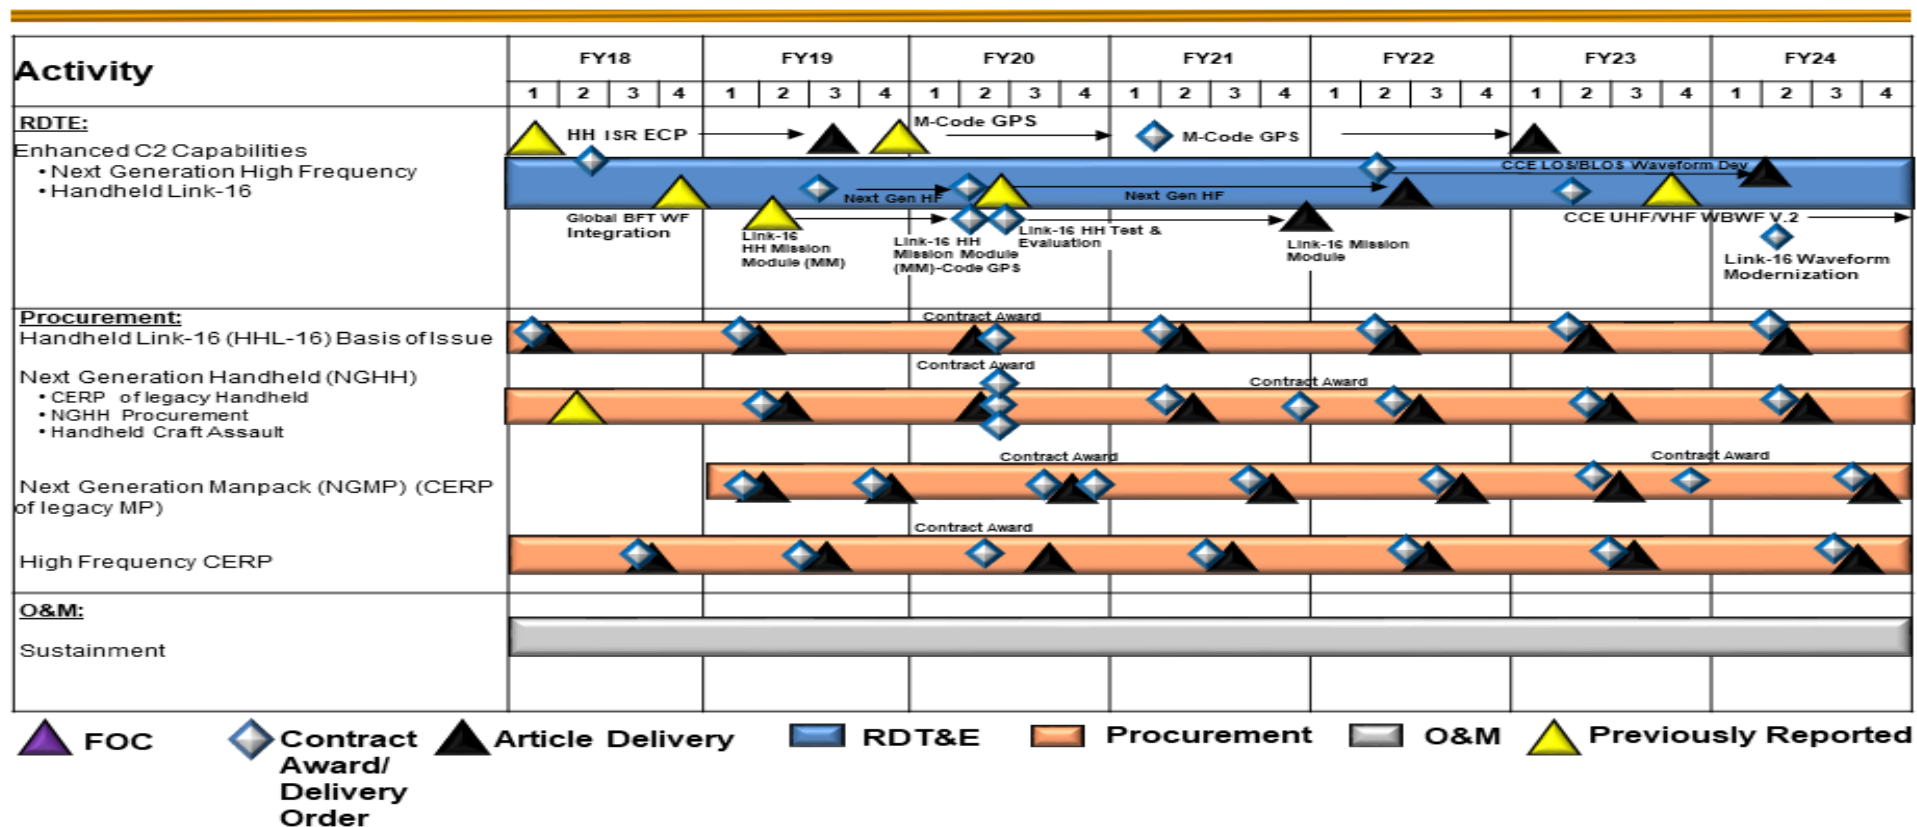 Activity
FY18 FY19 FY20 FY21 FY22 FY23 FY24
1 2 3 4 1 2 3 4 1 2 3 4 1 2 3 4 1 2 3 4 1 2 3 4 1 2 3 4
RDTE:
HH ISR ECP
M-Code GPS
M-Code GPS
Enhanced C2 Capabilities
• Next Generation High Frequency
• Handheld Link-16
CCE LOS/BLOS Waveform Dev
Next Gen HF
Next Gen HF
Global BFT WF
Integration
CCE UHF/VHF WBWF V.2
Link-16
HH Mission
Module (MM)
Link-16 HH
Mission Module
(MM)-Code GPS
Link-16 HH Test &
Evaluation
Link-16 Mission
Module
Link-16 Waveform
Modernization
Procurement:
Contract Award
Handheld Link-16 (HHL-16) Basis of Issue
Contract Award
Next Generation Handheld (NGHH)
Contract Award
• CERP of legacy Handheld
• NGHH Procurement
• Handheld Craft Assault
Contract Award
Contract Award
Next Generation Manpack (NGMP) (CERP
of legacy MP)
Contract Award
High Frequency CERP
O&M:
Sustainment
FOC
Contract
Award/
Delivery
Order
Article Delivery
RDT&E
Procurement
O&M
Previously Reported